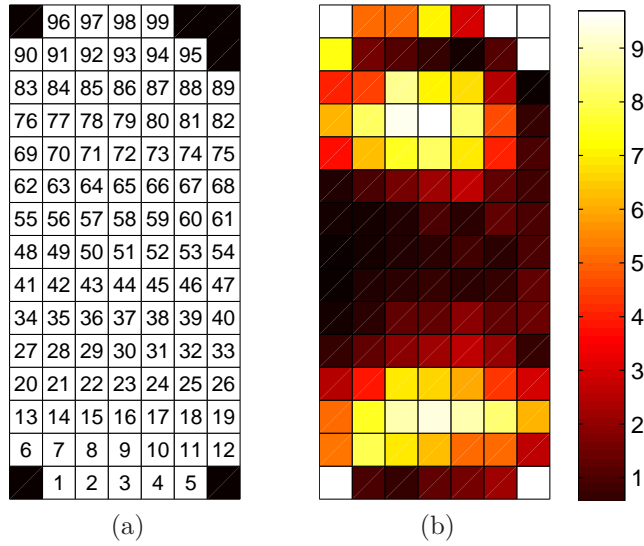 96 97 98 99
90 91 92 93 94 95
83 84 85 86 87 88 89
76 77 78 79 80 81 82
69 70 71 72 73 74 75
62 63 64 65 66 67 68
55 56 57 58 59 60 61
48 49 50 51 52 53 54
41 42 43 44 45 46 47
34 35 36 37 38 39 40
27 28 29 30 31 32 33
20 21 22 23 24 25 26
13 14 15 16 17 18 19
6 7 8 9 10 11 12
1 2 3 4 5
(a)
(b)
9
8
7
6
5
4
3
2
1